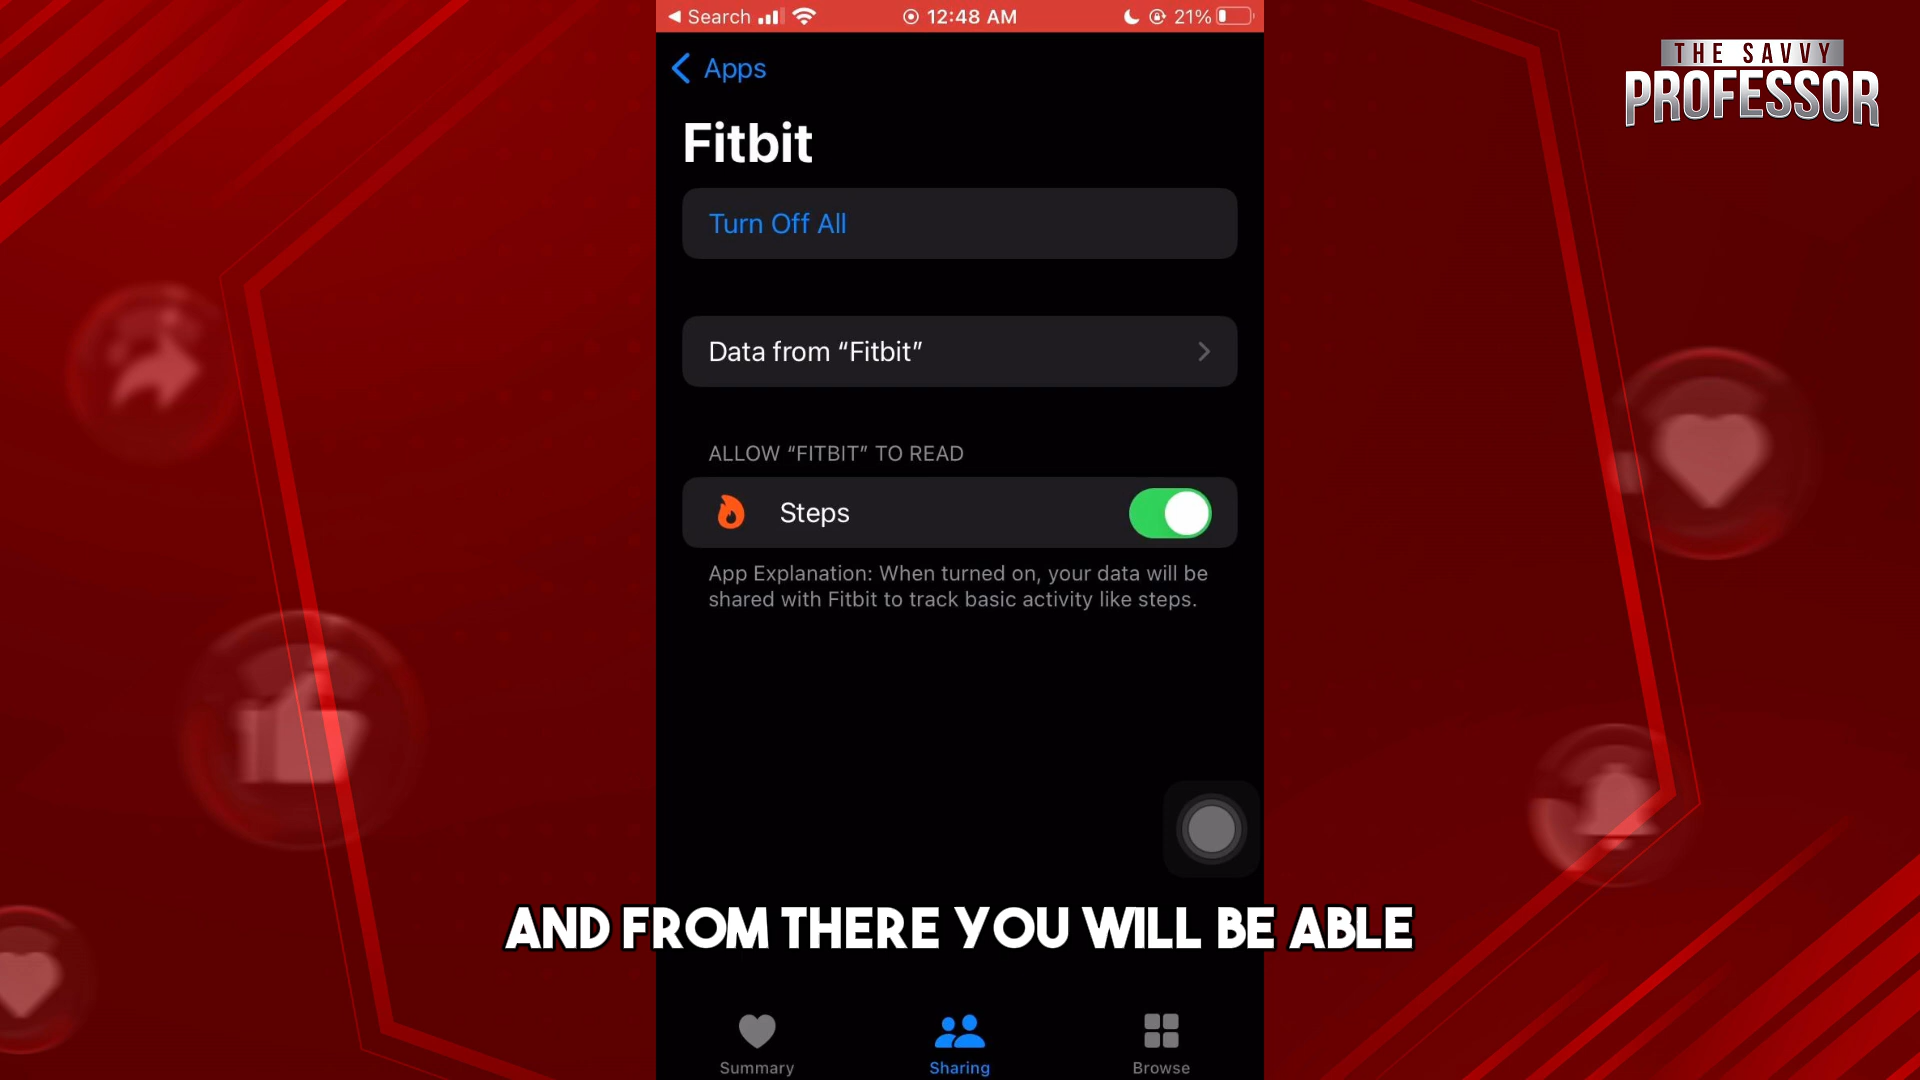 Search
12:48 AM
21%
THE SAVVY
PROFESSOR
Apps
Fitbit
Turn Off All
Data from “Fitbit”
ALLOW “FITBIT” TO READ
Steps
App Explanation: When turned on, your data will be
shared with Fitbit to track basic activity like steps.
AND FROM THERE YOU WILL BE ABLE
Summary
Sharing
Browse